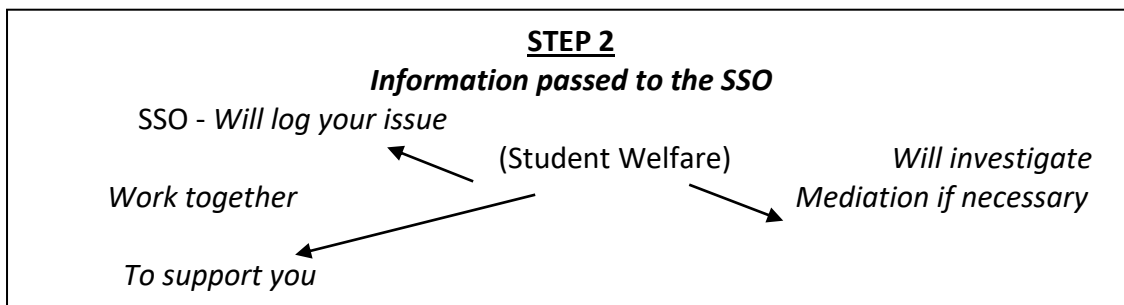 STEP 2
Information passed to the SSO
SSO - Will log your issue
(Student Welfare) Will investigate
Work together Mediation if necessary
To support you